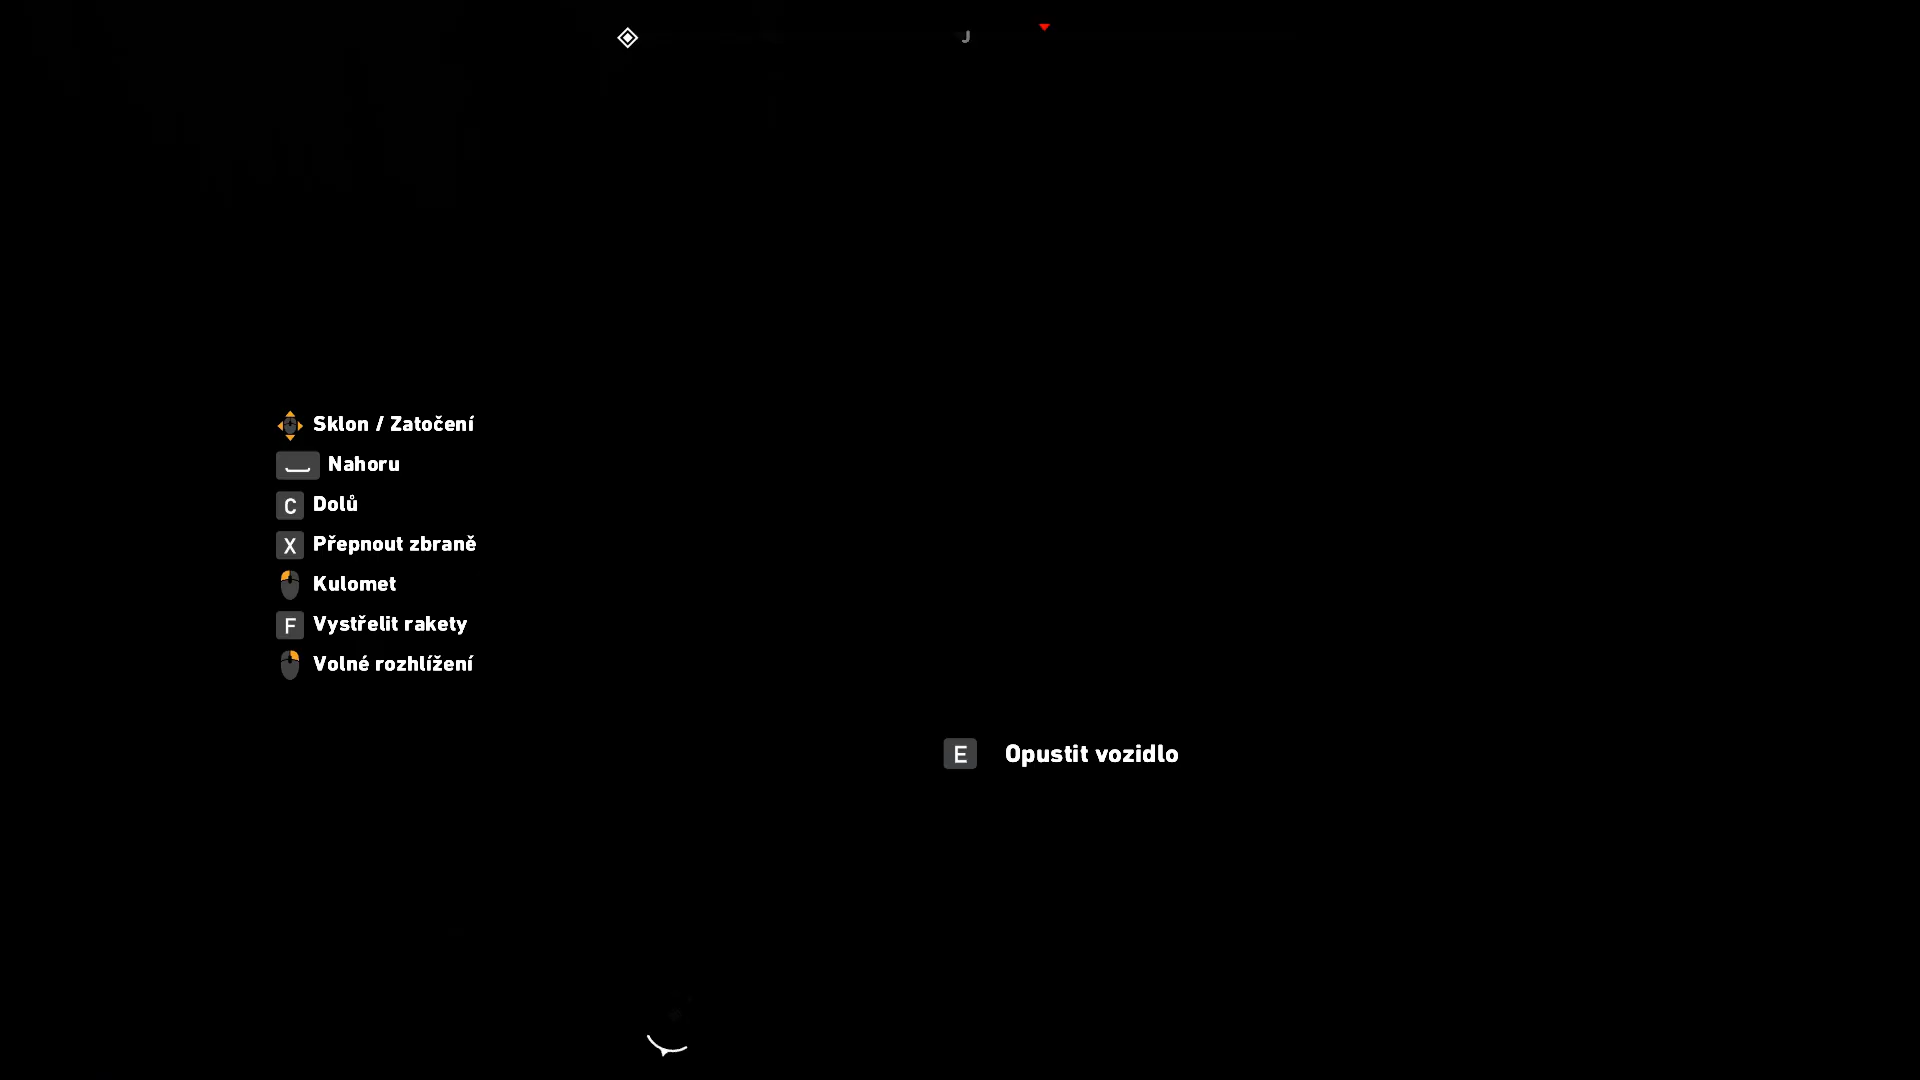 J
Sklon / Zatočení
Nahoru
C Dolů
X Přepnout zbraně
Kulomet
F Vystřelit rakety
Volné rozhlížení
E Opustit vozidlo